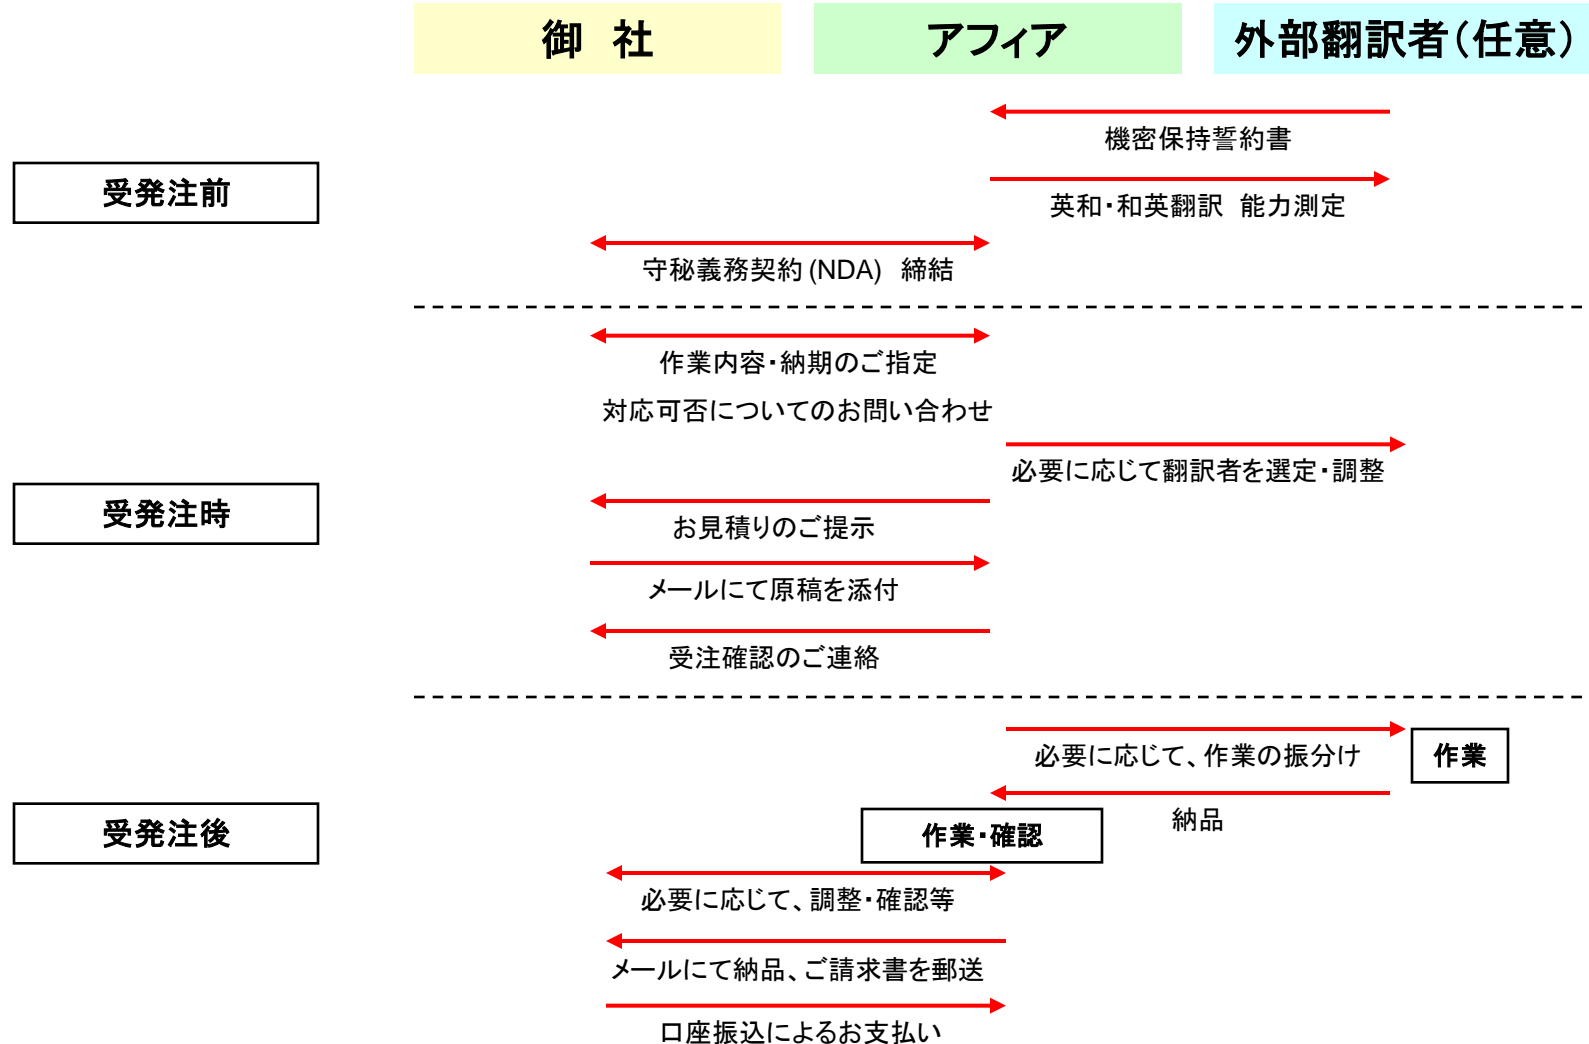 御　社
アフィア
外部翻訳者（任意）
機密保持誓約書
受発注前
英和・和英翻訳　能力測定
守秘義務契約 (NDA)　締結
作業内容・納期のご指定
対応可否についてのお問い合わせ
必要に応じて翻訳者を選定・調整
受発注時
お見積りのご提示
メールにて原稿を添付
受注確認のご連絡
必要に応じて、作業の振分け
作業
納品
受発注後
作業・確認
必要に応じて、調整・確認等
メールにて納品、ご請求書を郵送
口座振込によるお支払い